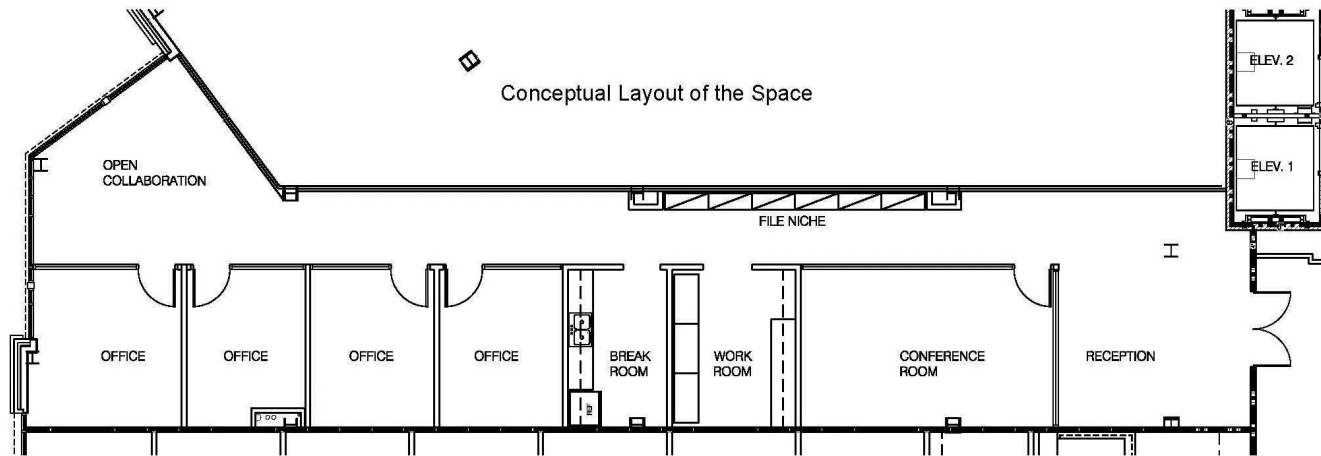 ELEV. 2
Conceptual Layout of the Space
OPEN
COLLABORATION
ELEV. 1
FILE NICHE
OFFICE
OFFICE
OFFICE
OFFICE
BREAK
ROOM
WORK
ROOM
CONFERENCE
ROOM
RECEPTION
REF